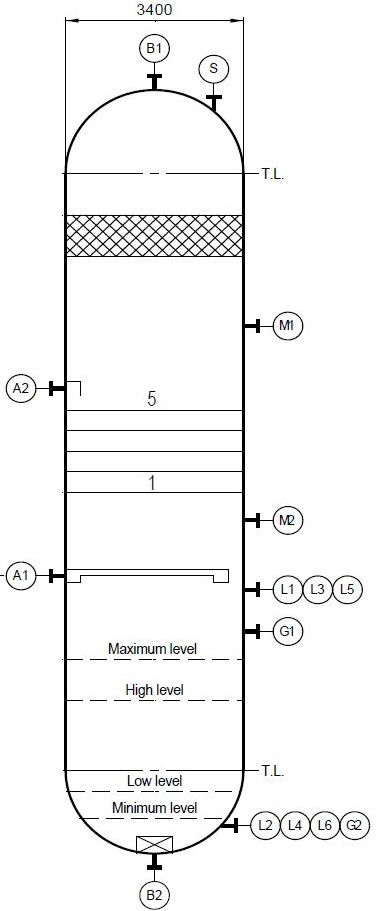 3400
B1
S
T.L.
M1
A2
5
1
M2
A1
L1 L3 L5
G1
Maximum level
High level
T.L.
Low level
Minimum level
L2 L4 L6 G2
B2